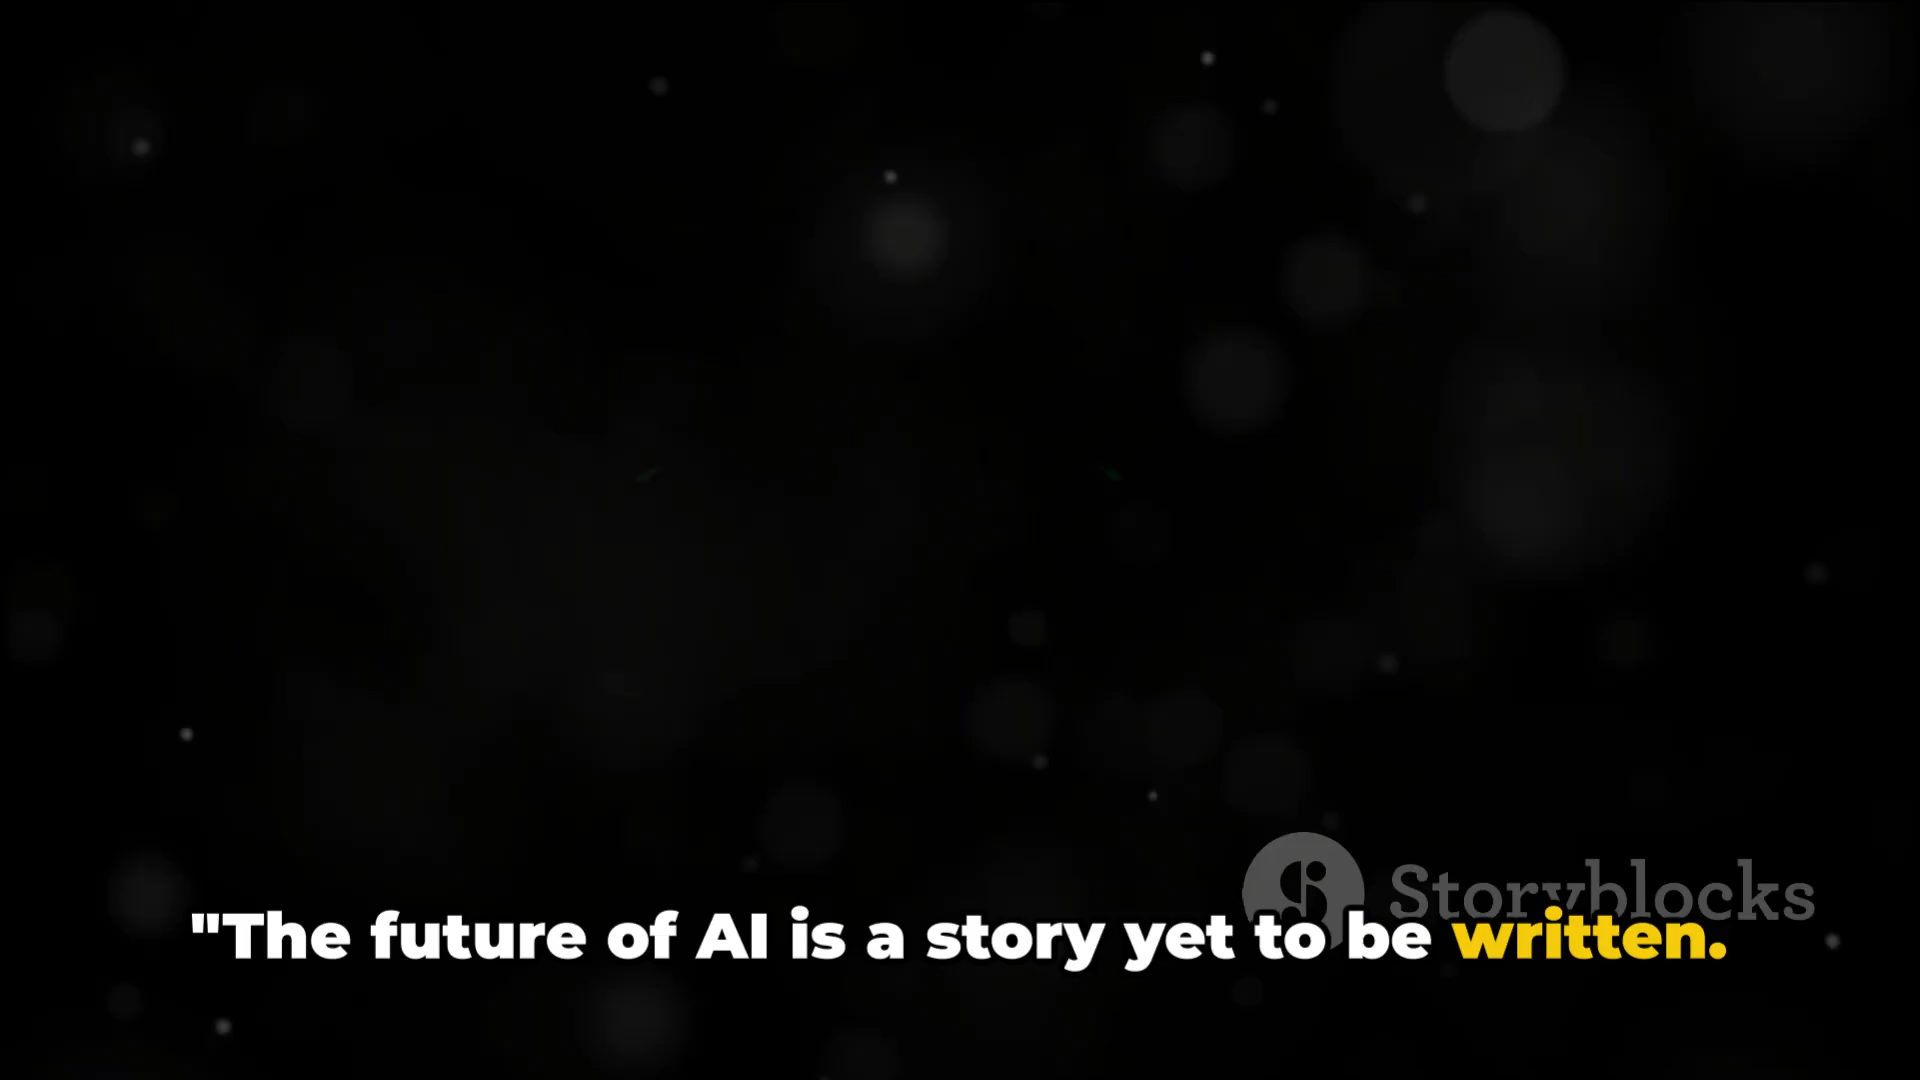 Storyblocks
"The future of AI is a story yet to be written.